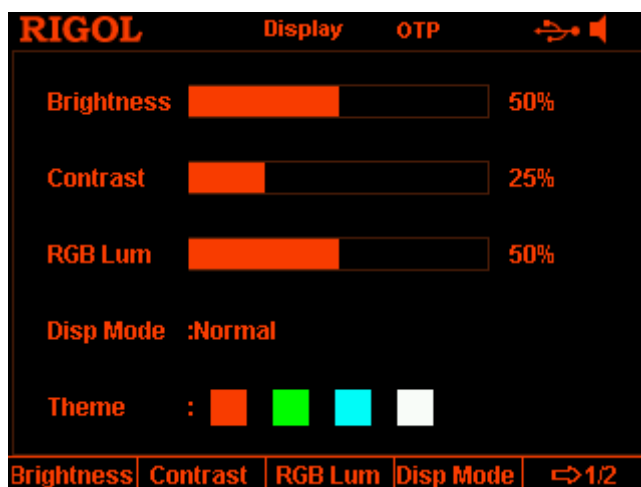 RIGOL Display OTP
Brightness 50%
Contrast 25%
RGB Lum 50%
Disp Mode :Normal
Theme :
Brightness Contrast RGB Lum Disp Mode ⇨1/2